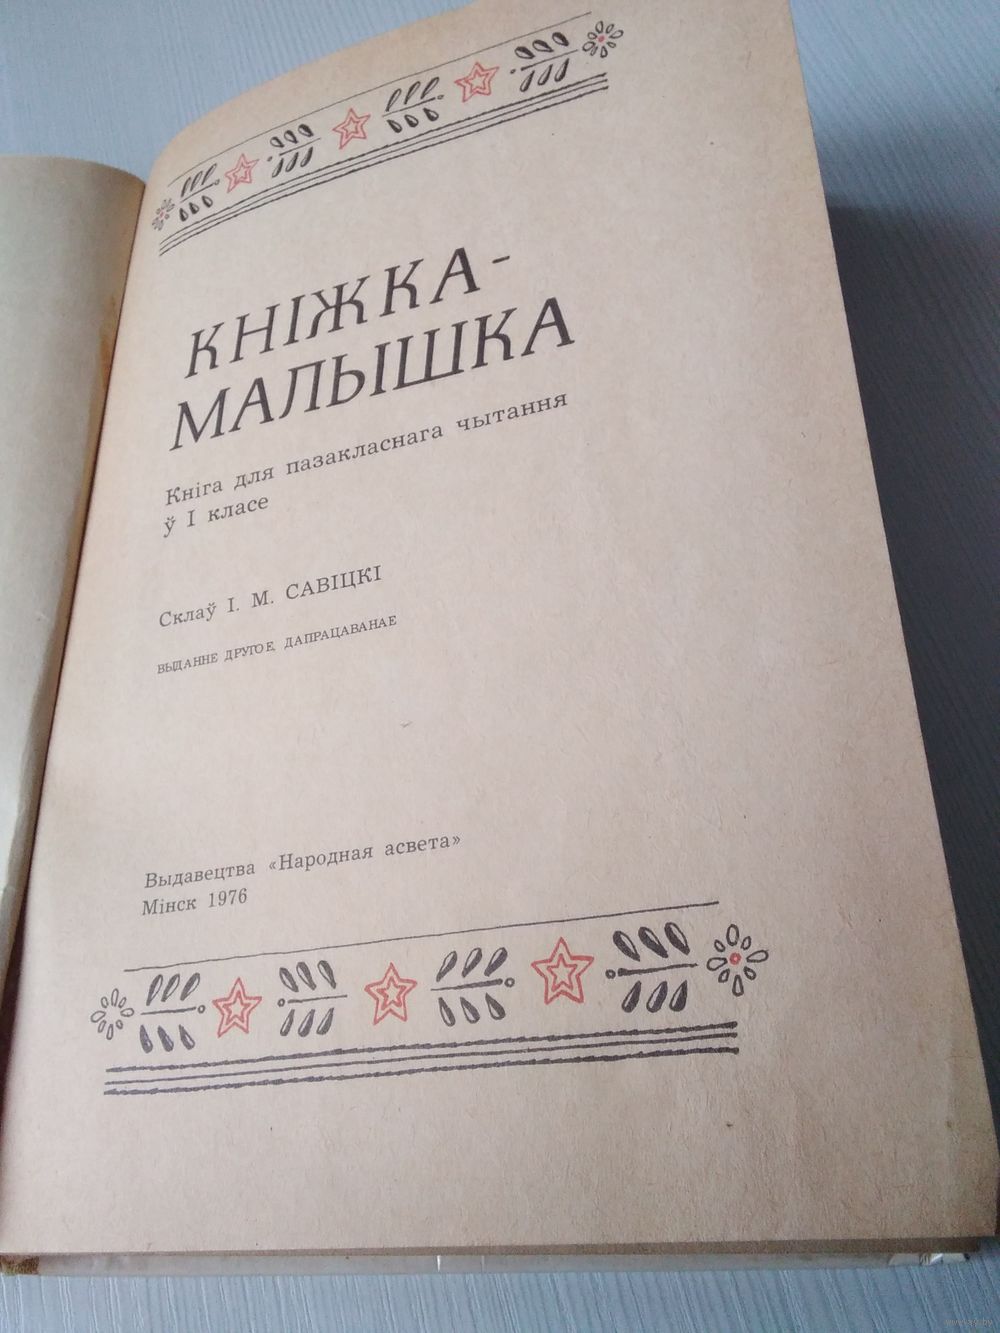 КНІЖКА-
МАЛЫШКА
Кніга для пазакласнага чытання
ў I класе
Склаў І. М. САВІЦКІ
ВЫДАННЕ ДРУГОЕ, ДАПРАЦАВАНАЕ
Выдавецтва «Народная асвета»
Мінск 1976